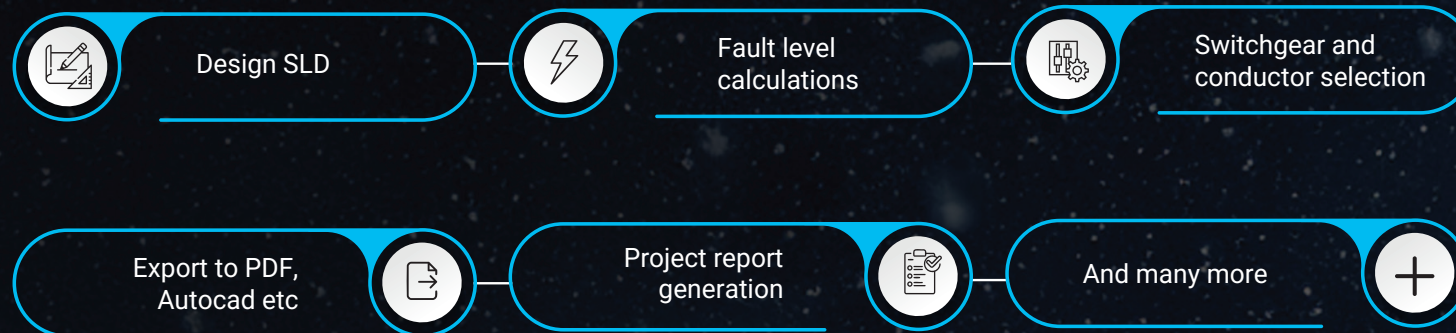 Design SLD
Fault level
calculations
Switchgear and
conductor selection
Export to PDF,
Autocad etc
Project report
generation
And many more